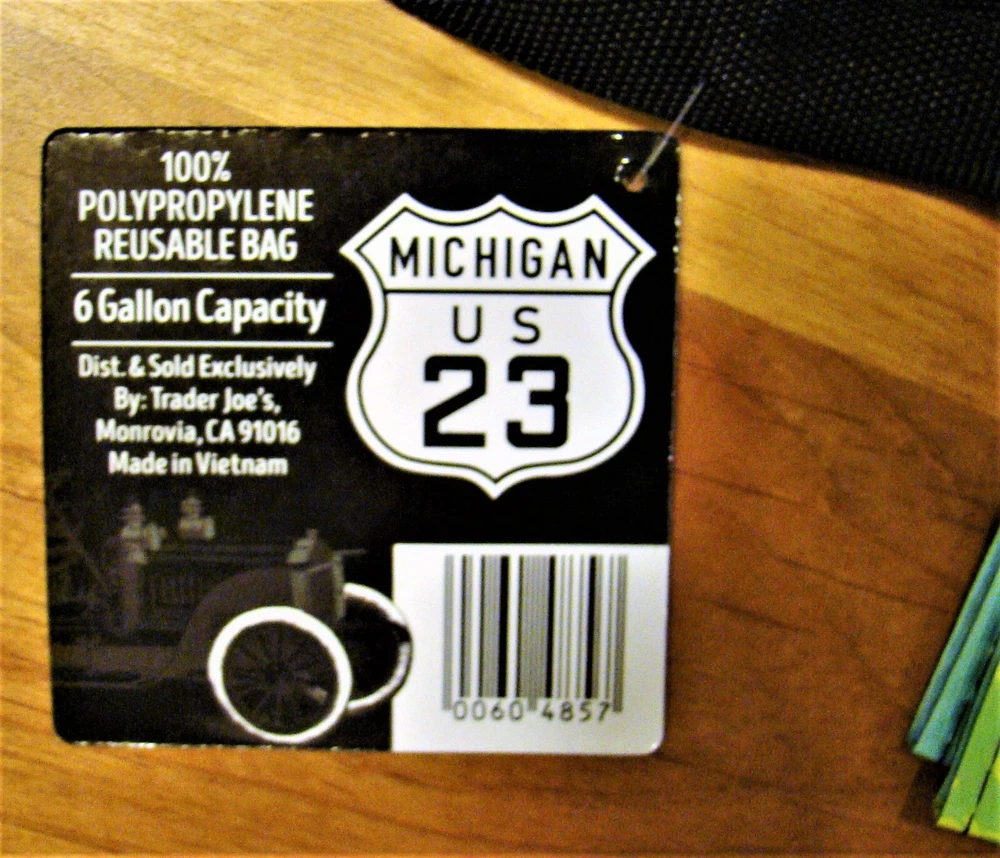 100%
POLYPROPYLENE
REUSABLE BAG
6 Gallon Capacity
Dist. & Sold Exclusively
By: Trader Joe's,
Monrovia, CA 91016
Made in Vietnam
MICHIGAN
U S
23
0060 4857